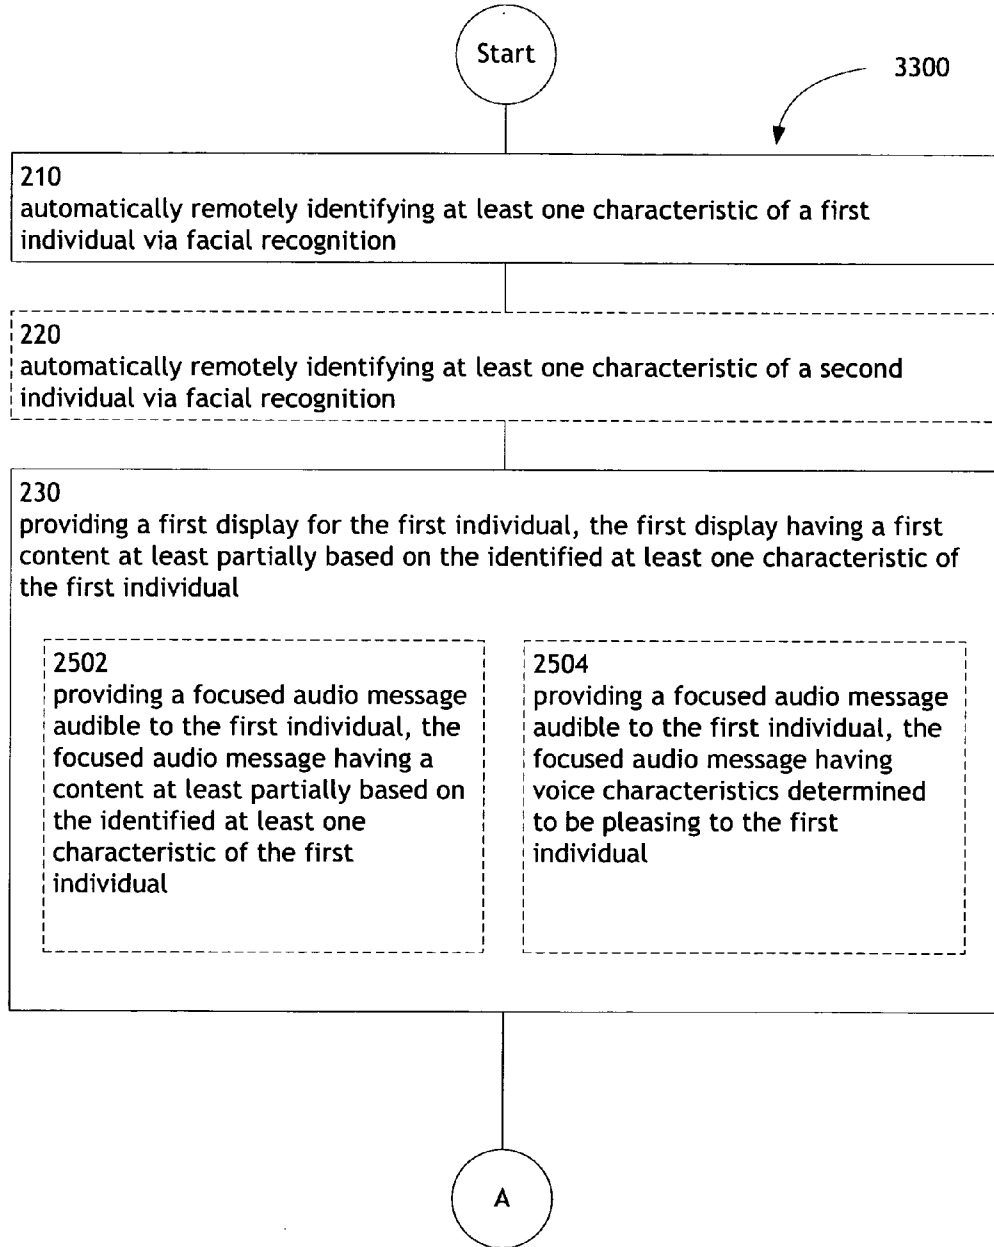 Start
3300
210
automatically remotely identifying at least one characteristic of a first
individual via facial recognition
220
automatically remotely identifying at least one characteristic of a second
individual via facial recognition
230
providing a first display for the first individual, the first display having a first
content at least partially based on the identified at least one characteristic of
the first individual
2502
providing a focused audio message
audible to the first individual, the
focused audio message having a
content at least partially based on
the identified at least one
characteristic of the first
individual
2504
providing a focused audio message
audible to the first individual, the
focused audio message having
voice characteristics determined
to be pleasing to the first
individual
A